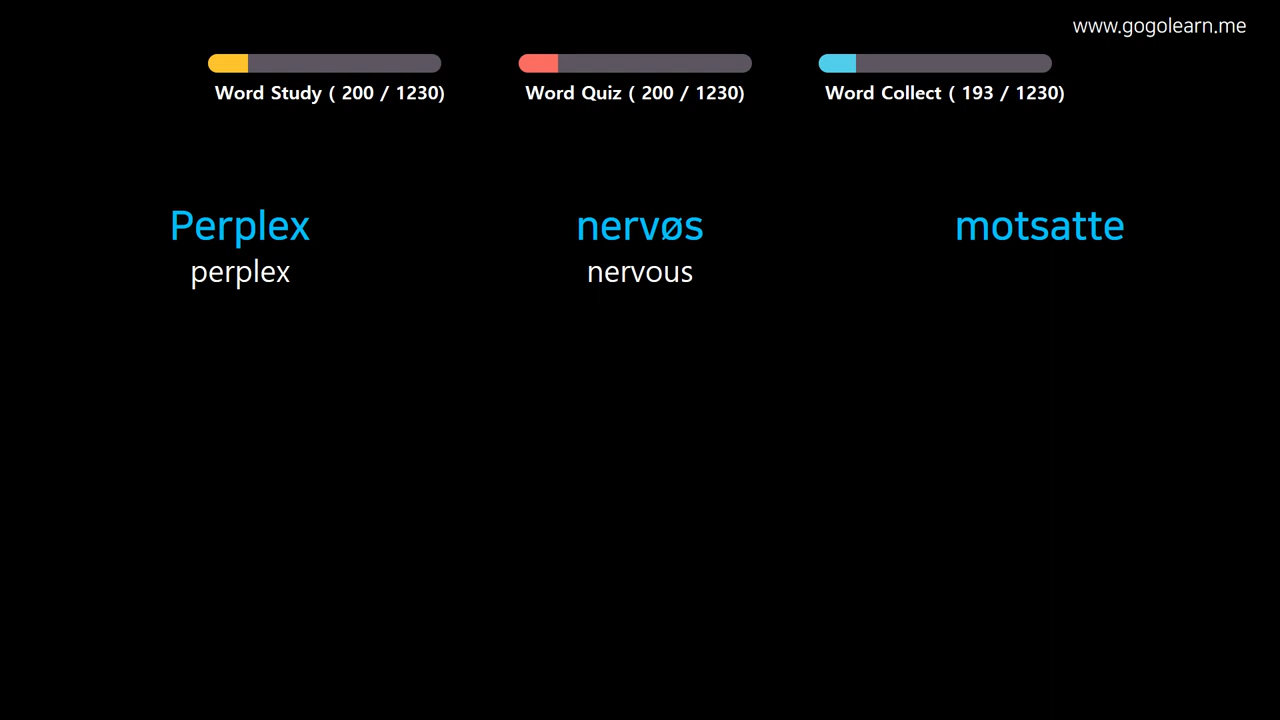 www.gogolearn.me
Word Study ( 200 / 1230)
Word Quiz ( 200 / 1230)
Word Collect ( 193 / 1230)
Perplex
perplex
nervøs
nervous
motsatte